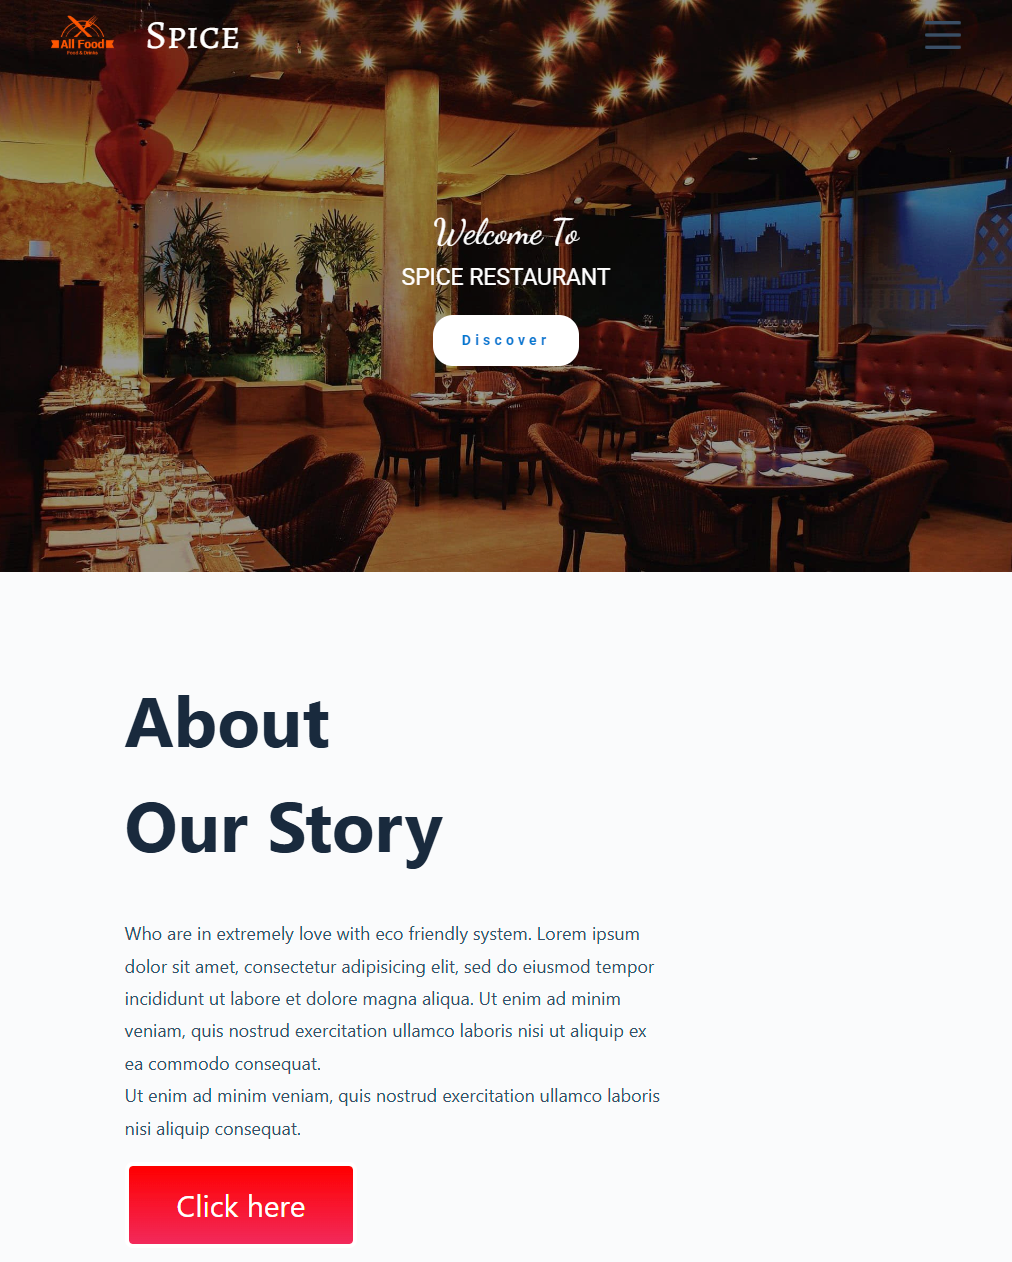 All Food
Food & Drinks
Spice
Welcome To
SPICE RESTAURANT
Discover
About
Our Story
Who are in extremely love with eco friendly system. Lorem ipsum
dolor sit amet, consectetur adipisicing elit, sed do eiusmod tempor
incididunt ut labore et dolore magna aliqua. Ut enim ad minim
veniam, quis nostrud exercitation ullamco laboris nisi ut aliquip ex
ea commodo consequat.
Ut enim ad minim veniam, quis nostrud exercitation ullamco laboris
nisi aliquip consequat.
Click here